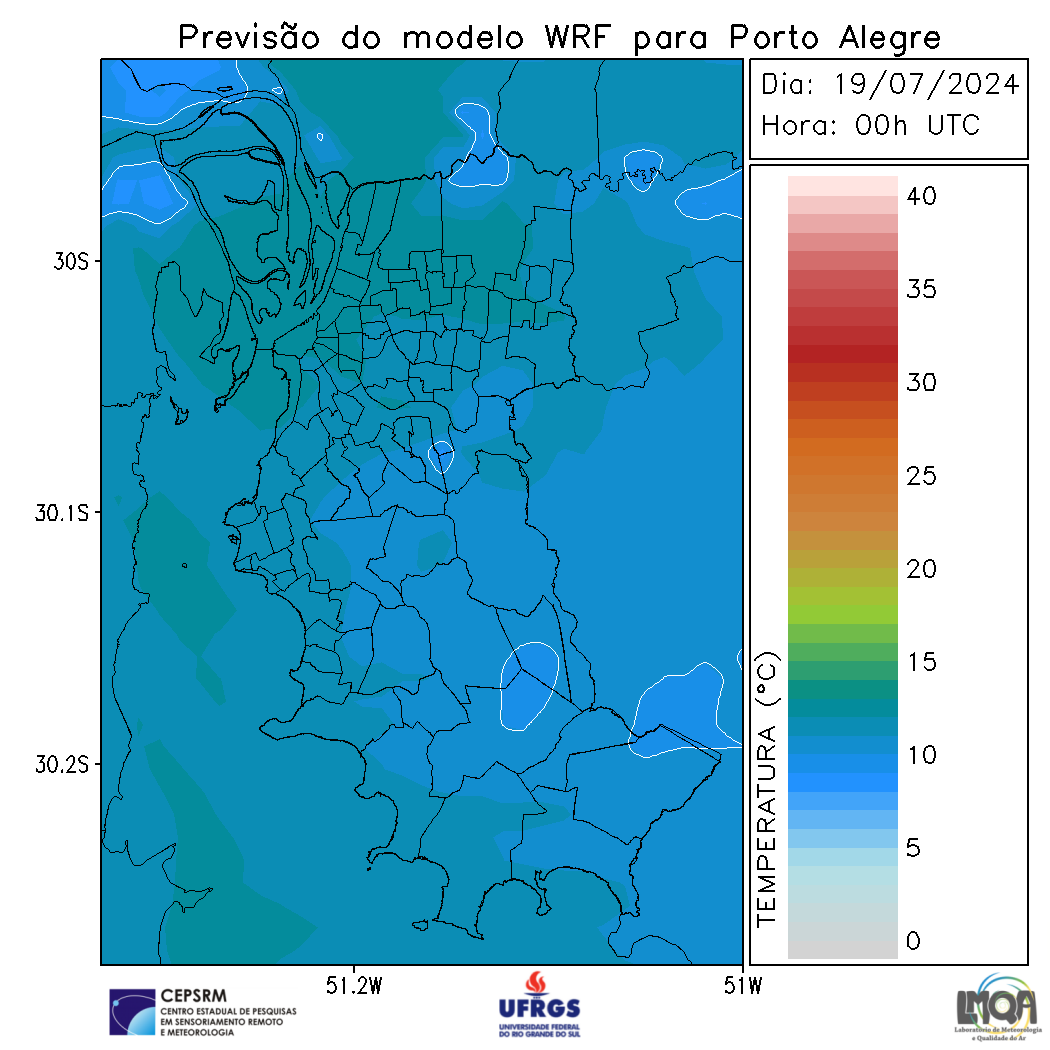 Previsão do modelo WRF para Porto Alegre
Dia: 19/07/2024
Hora: 00h UTC
40
35
30
25
20
15
10
5
0
TEMPERATURA (°C)
30S
30.1S
30.2S
51.2W
51W
CEPSRM
CENTRO ESTADUAL DE PESQUISAS
EM SENSORIAMENTO REMOTO
E METEOROLOGIA
UFRGS
UNIVERSIDADE FEDERAL
DO RIO GRANDE DO SUL
LMQA
Laboratório de Meteorologia
e Qualidade do Ar